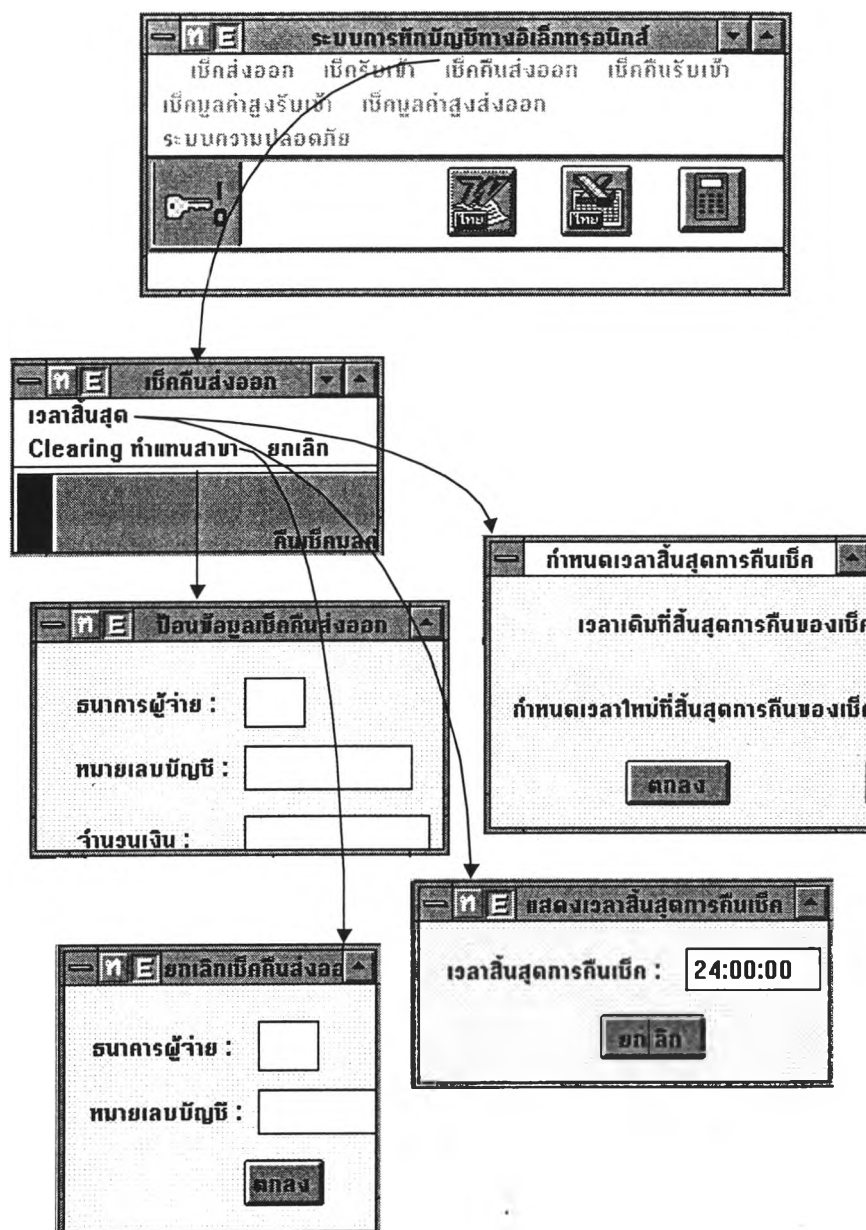 ท E ระบบการหักบัญชีทางอิเล็กทรอนิกส์
เช็คส่งออก เช็ครับเข้า เช็คคืนส่งออก เช็คคืนรับเข้า
เช็คมูลค่าสูงรับเข้า เช็คมูลค่าสูงส่งออก
ระบบความปลอดภัย
ไทย ไทย
ท E เช็คคืนส่งออก
เวลาสิ้นสุด
Clearing ทำแทนสาขา ยกเลิก
คืนเช็คมูลค่
กำหนดเวลาสิ้นสุดการคืนเช็ค
เวลาเดิมที่สิ้นสุดการคืนของเช็ค
กำหนดเวลาใหม่ที่สิ้นสุดการคืนของเช็ค
ตกลง
ท E ป้อนข้อมูลเช็คคืนส่งออก
ธนาคารผู้จ่าย :
หมายเลขบัญชี :
จำนวนเงิน :
ท E แสดงเวลาสิ้นสุดการคืนเช็ค
เวลาสิ้นสุดการคืนเช็ค : 24:00:00
ยกเลิก
ท E ยกเลิกเช็คคืนส่งออ
ธนาคารผู้จ่าย :
หมายเลขบัญชี :
ตกลง